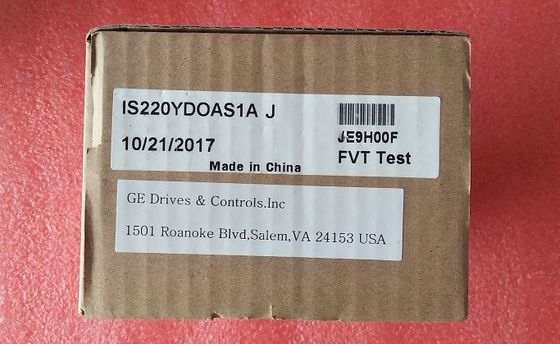 IS220YDOAS1A J
10/21/2017
Made in China
JE9H00F
FVT Test
GE Drives & Controls.Inc
1501 Roanoke Blvd,Salem,VA 24153 USA